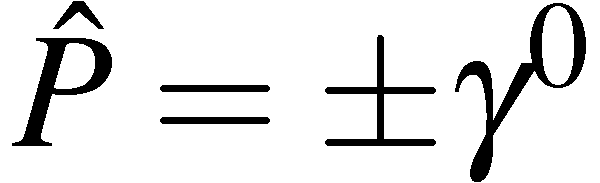 P̂ = ±γ⁰